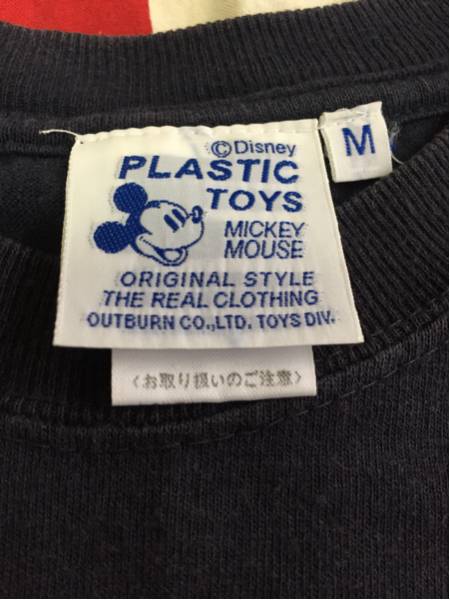 ©Disney
PLASTIC
TOYS
MICKEY
MOUSE
ORIGINAL STYLE
THE REAL CLOTHING
OUTBURN CO.,LTD. TOYS DIV.
M
〈お取り扱いのご注意〉